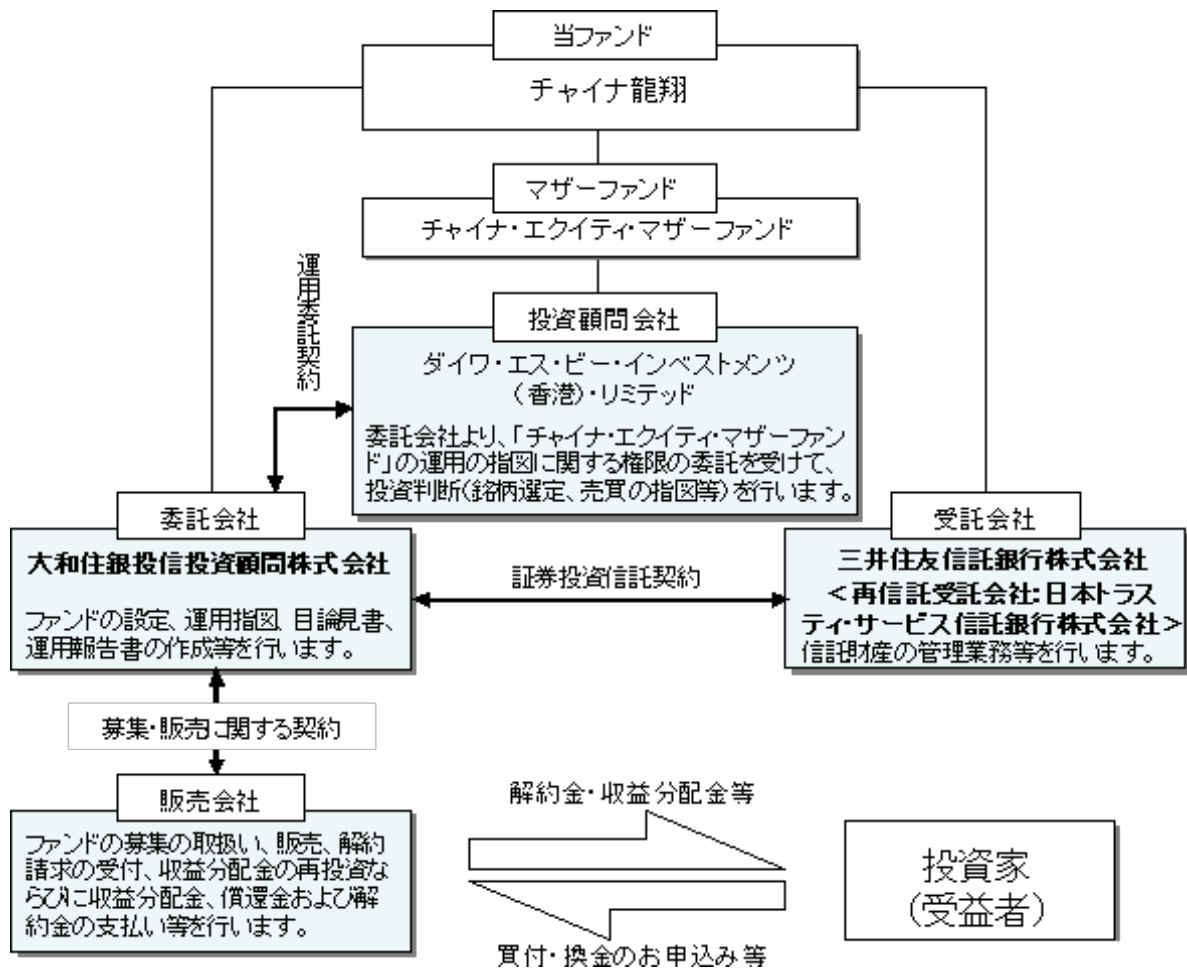 当ファンド
チャイナ龍翔
マザーファンド
チャイナ・エクイティ・マザーファンド
運用委託契約
投資顧問会社
ダイワ・エス・ビー・インベストメンツ
(香港)・リミテッド
委託会社より、「チャイナ・エクイティ・マザーファン
ド」の運用の指図に関する権限の委託を受けて、
投資判断(銘柄選定、売買の指図等)を行います。
委託会社
大和住銀投信投資顧問株式会社
ファンドの設定、運用指図、目論見書、
運用報告書の作成等を行います。
証券投資信託契約
受託会社
三井住友信託銀行株式会社
<再信託受託会社:日本トラス
ティ・サービス信託銀行株式会社>
信託財産の管理業務等を行います。
募集・販売に関する契約
販売会社
ファンドの募集の取扱い、販売、解約
請求の受付、収益分配金の再投資な
らびに収益分配金、償還金および解
約金の支払い等を行います。
解約金・収益分配金等
買付・換金のお申込み等
投資家
(受益者)